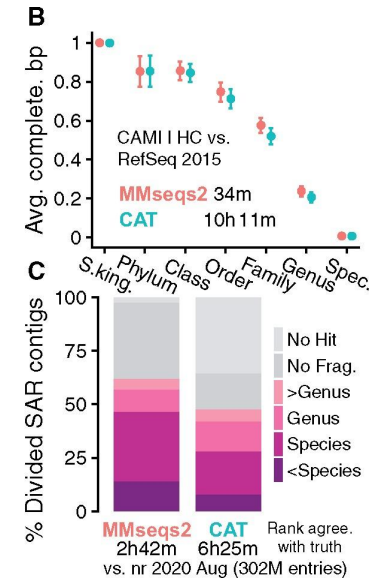 B
Avg. complete. bp
1
0.8
0.6
0.4
0.2
0
CAMI I HC vs.
RefSeq 2015
MMseqs2 34m
CAT 10h 11m
S.king. Phylum Class Order Family Genus Spec.
C
% Divided SAR contigs
100
75
50
25
0
No Hit
No Frag.
>Genus
Genus
Species
<Species
MMseqs2 CAT Rank agree.
2h42m 6h25m with truth
vs. nr 2020 Aug (302M entries)